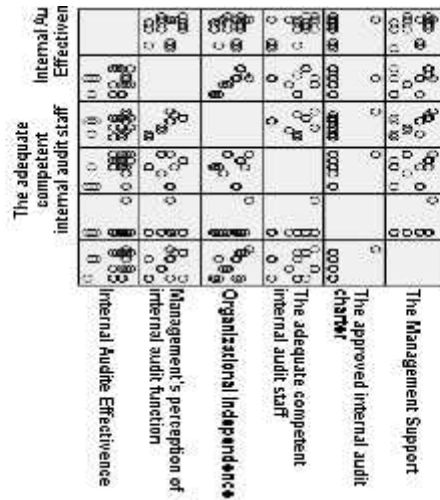 Internal Au
Effectiven
The adequate
competent
internal audit staff
Internal Audite Effectivence
Management's perception of
internal audit function
Organizational Independence
The adequate competent
internal audit staff
The approved internal audit
charter
The Management Support